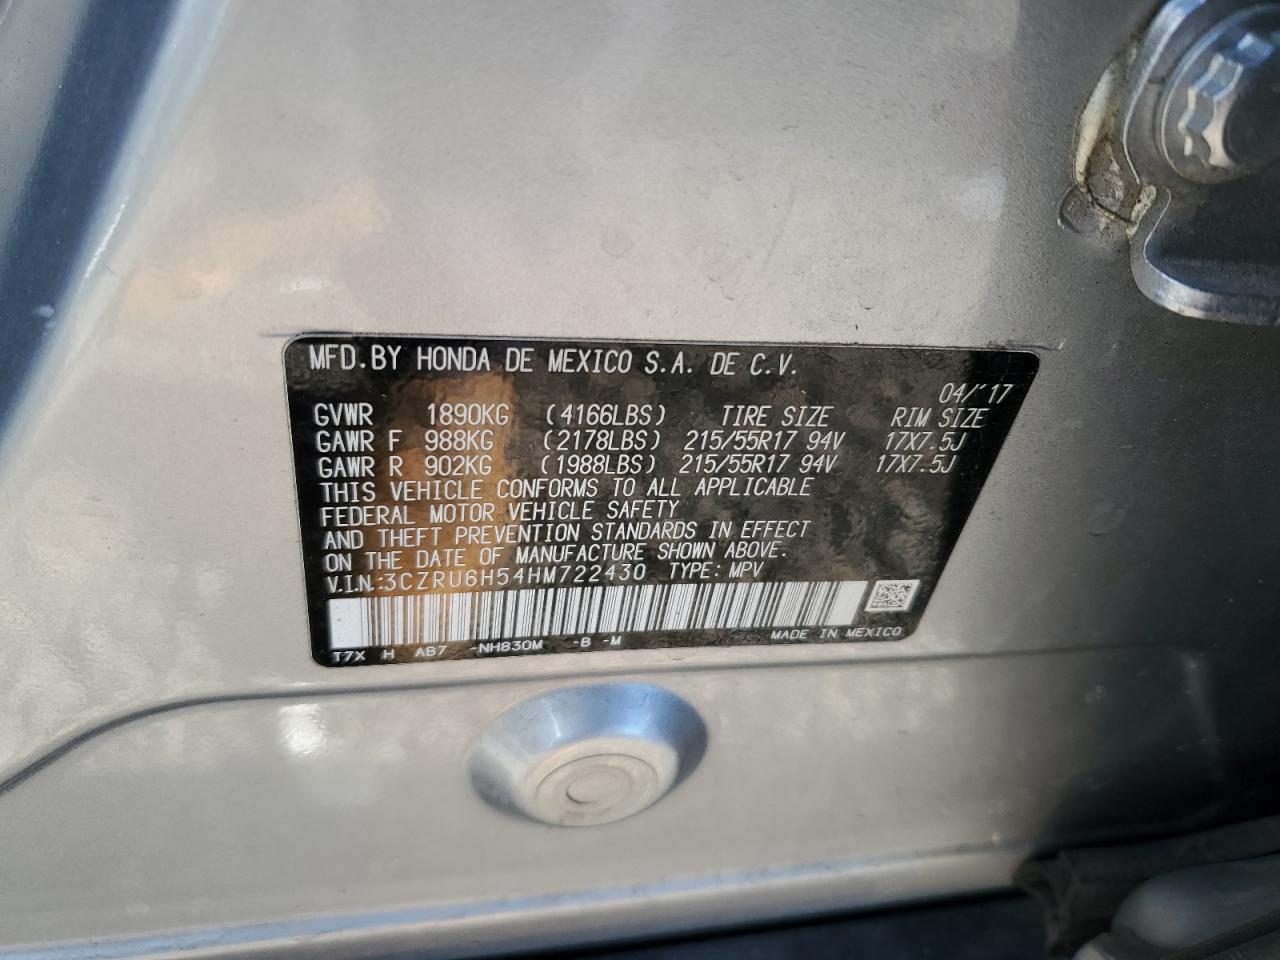 MFD.BY HONDA DE MEXICO S.A. DE C.V.
04/'17
GVWR 1890KG (4166LBS) TIRE SIZE RIM SIZE
GAWR F 988KG (2178LBS) 215/55R17 94V 17X7.5J
GAWR R 902KG (1988LBS) 215/55R17 94V 17X7.5J
THIS VEHICLE CONFORMS TO ALL APPLICABLE
FEDERAL MOTOR VEHICLE SAFETY
AND THEFT PREVENTION STANDARDS IN EFFECT
ON THE DATE OF MANUFACTURE SHOWN ABOVE.
V.I.N.:3CZRU6H54HM722430 TYPE: MPV
T7X H AB7 -NH830M -B -M MADE IN MEXICO